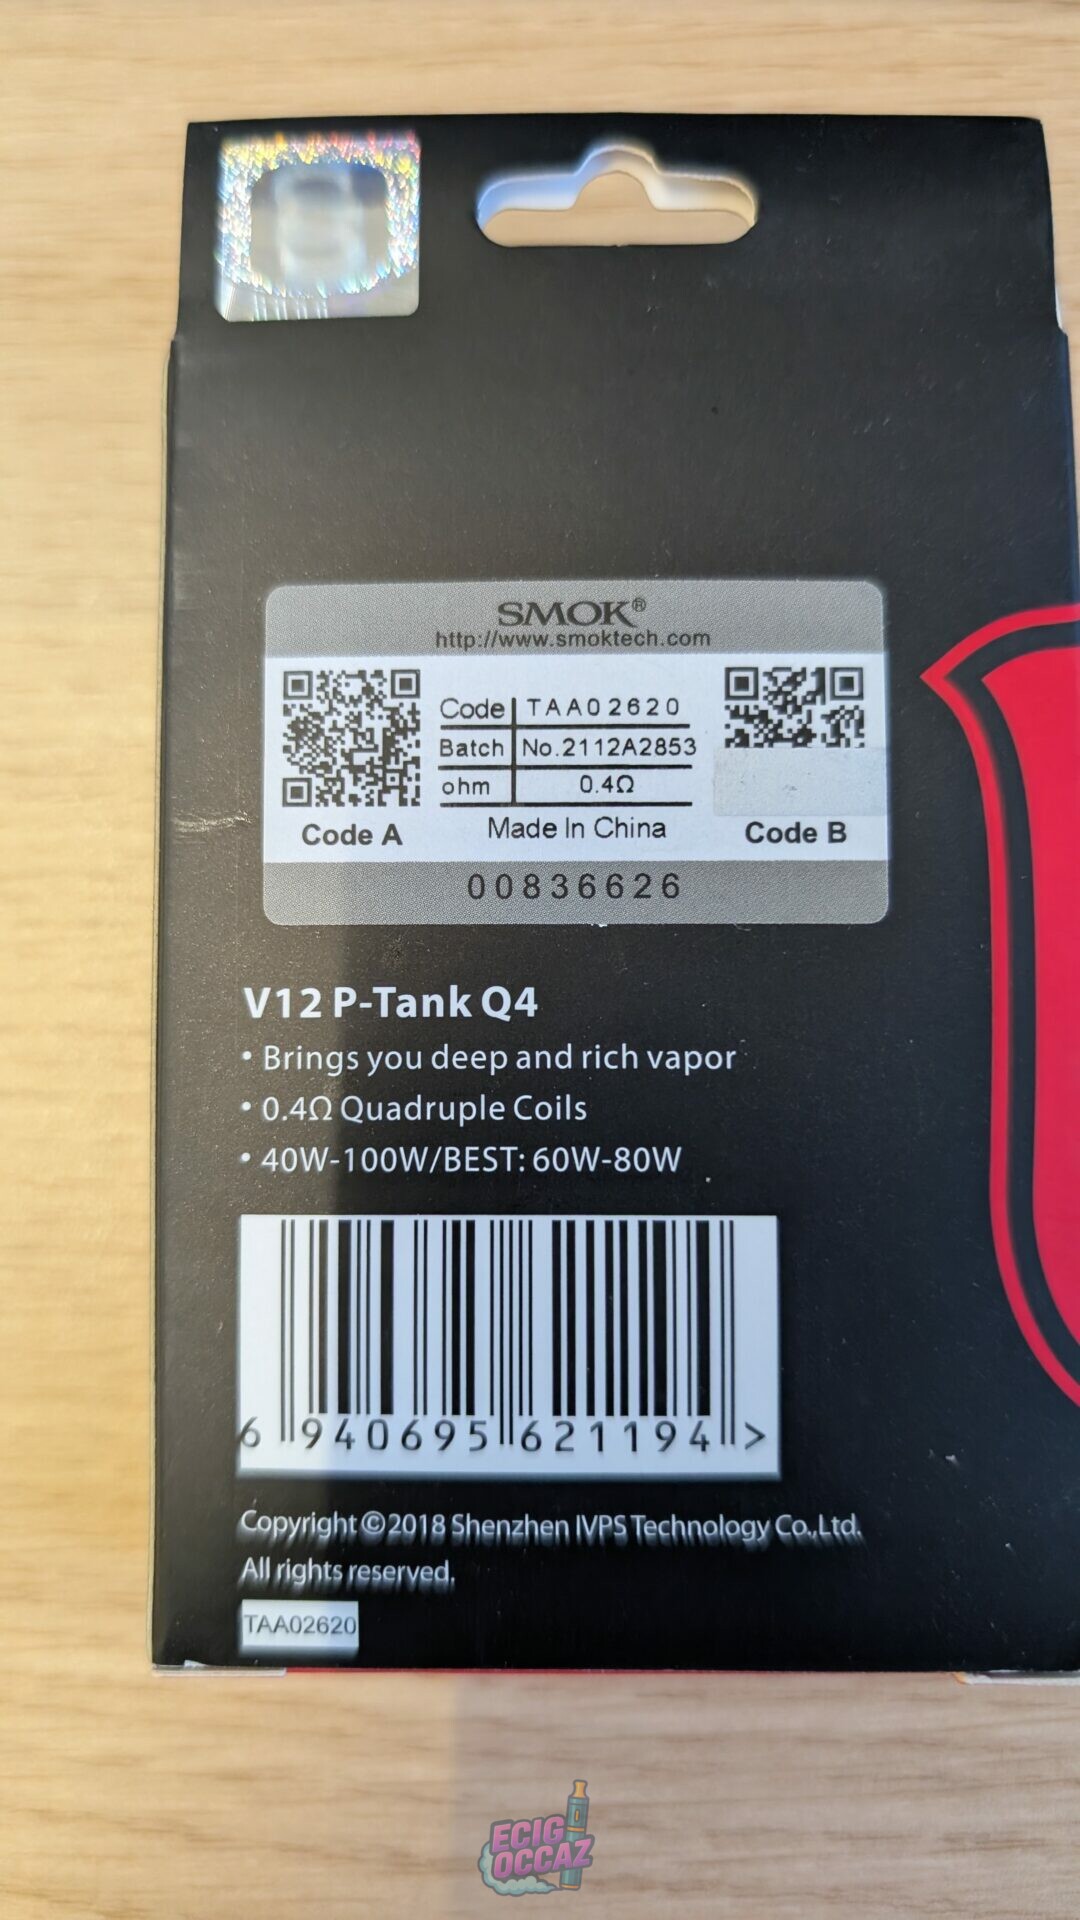 SMOK®
http://www.smoktech.com
Code TAA02620
Batch No.2112A2853
ohm 0.4Ω
Made In China
Code A
Code B
00836626
V12 P-Tank Q4
• Brings you deep and rich vapor
• 0.4Ω Quadruple Coils
• 40W-100W/BEST: 60W-80W
6 940695 621194 >
Copyright ©2018 Shenzhen IVPS Technology Co.,Ltd.
All rights reserved.
TAA02620
ECIG
OCCAZ